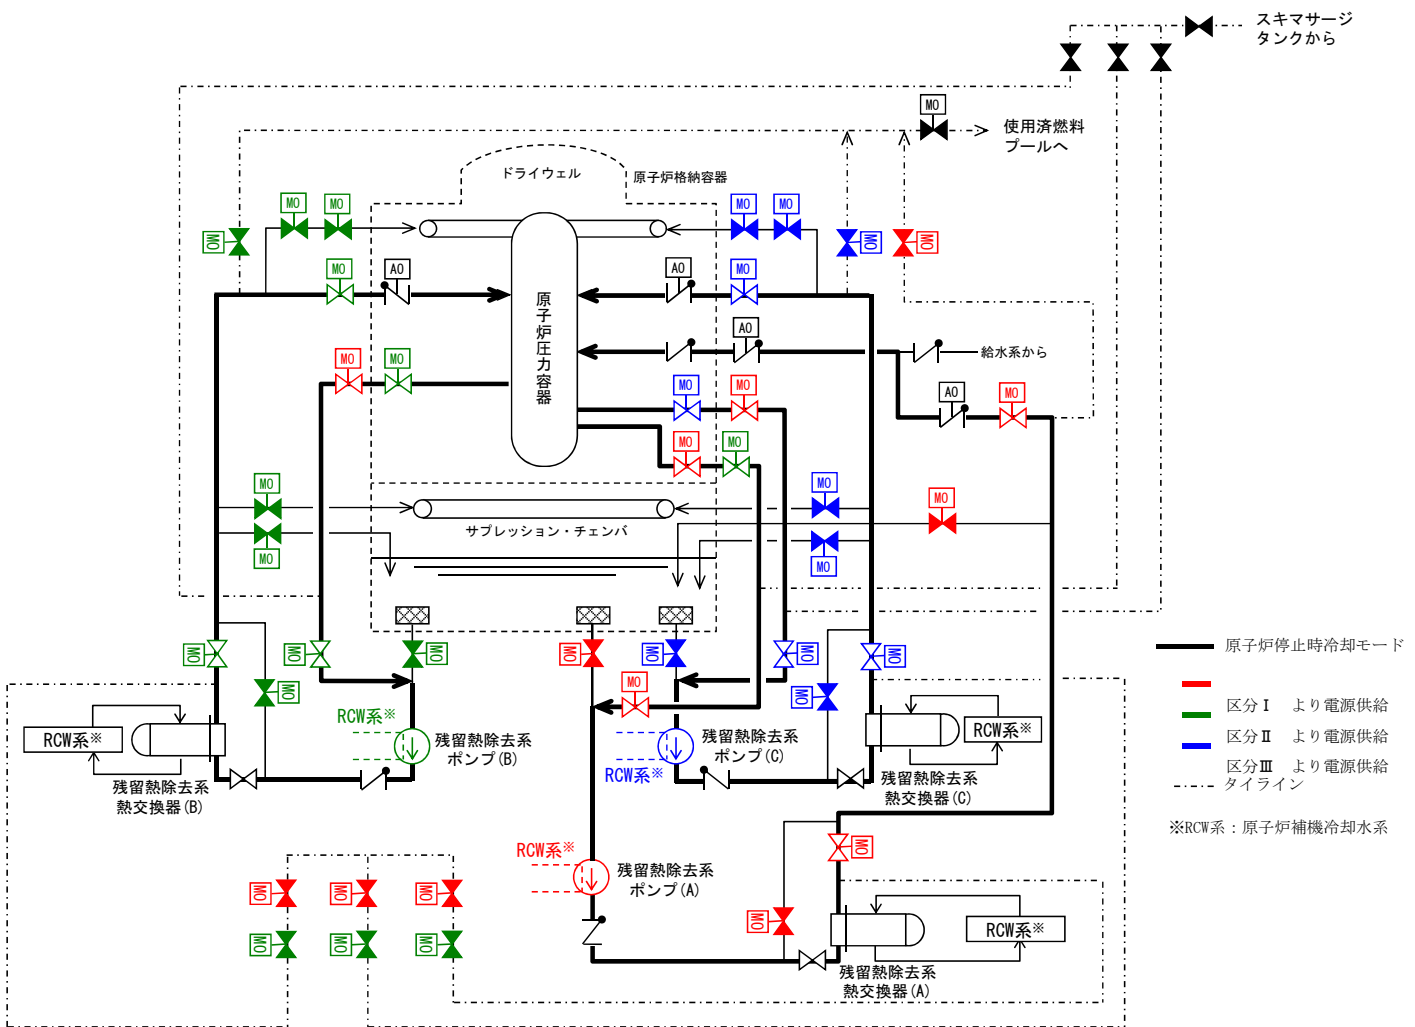 スキマサージ
タンクから
MO
使用済燃料
プールへ
ドライウェル
原子炉格納容器
MO
MO
MO
MO
MO
MO
MO
MO
AO
AO
MO
原子炉圧力容器
AO
給水系から
MO
MO
MO
MO
AO
MO
MO
MO
MO
MO
MO
MO
サプレッション・チェンバ
MO
MO
MO
MO
MO
MO
MO
MO
MO
MO
原子炉停止時冷却モード
MO
MO
MO
区分Ⅰ より電源供給
区分Ⅱ より電源供給
区分Ⅲ より電源供給
タイライン
RCW系※
RCW系※
残留熱除去系
ポンプ(B)
残留熱除去系
ポンプ(C)
RCW系※
RCW系※
残留熱除去系
熱交換器(B)
残留熱除去系
熱交換器(C)
※RCW系：原子炉補機冷却水系
RCW系※
残留熱除去系
ポンプ(A)
MO
MO
MO
MO
MO
MO
MO
MO
RCW系※
残留熱除去系
熱交換器(A)